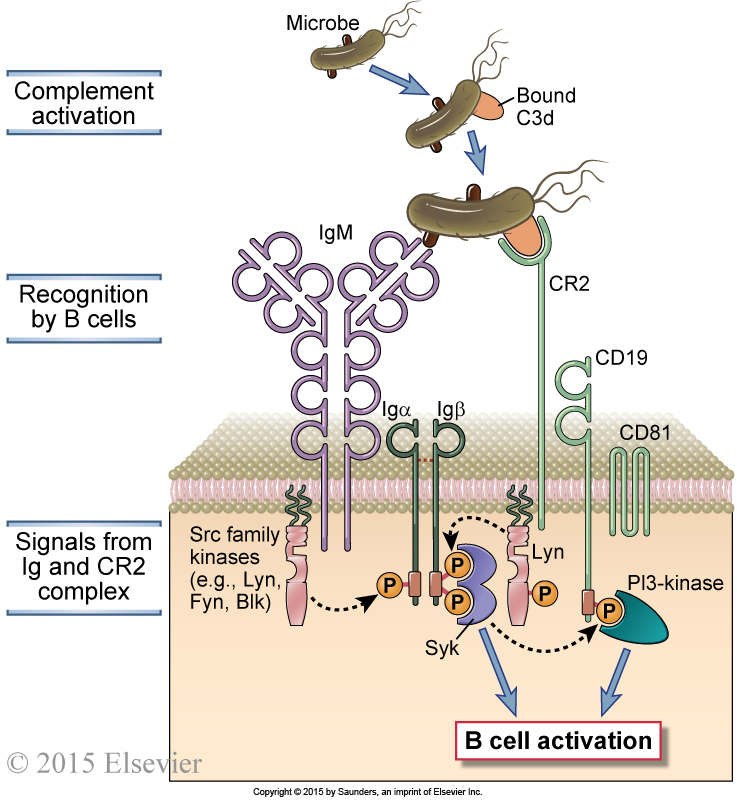 Microbe
Complement
activation
Bound
C3d
IgM
Recognition
by B cells
CR2
CD19
Igα
Igβ
CD81
Signals from
Ig and CR2
complex
Src family
kinases
(e.g., Lyn,
Fyn, Blk)
Lyn
P
P
P
P
P
PI3-kinase
Syk
B cell activation
© 2015 Elsevier
Copyright © 2015 by Saunders, an imprint of Elsevier Inc.